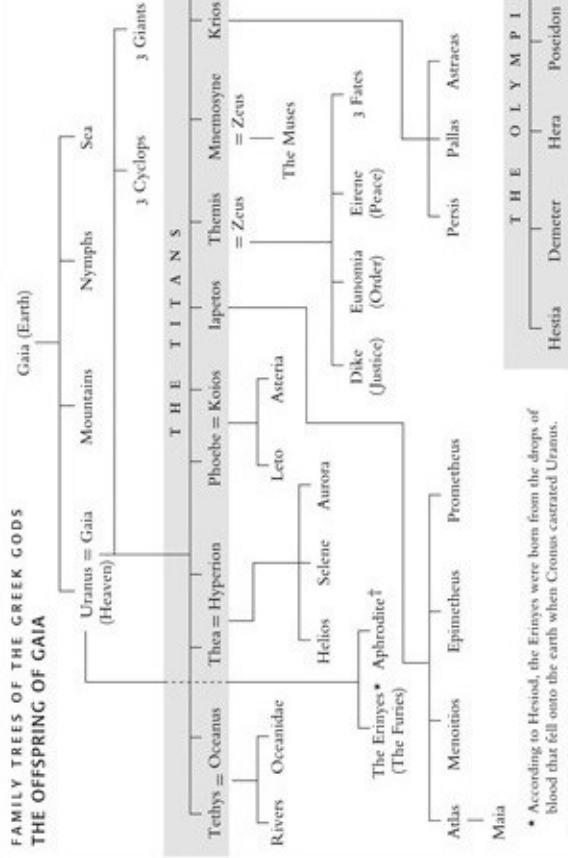 FAMILY TREES OF THE GREEK GODS
THE OFFSPRING OF GAIA
Gaia (Earth)
Uranus = Gaia
(Heaven)
Mountains
Nymphs
Sea
3 Cyclops
3 Giants
THE TITANS
Tethys = Oceanus
Thea = Hyperion
Phoebe = Koios
Iapetos
Themis
Mnemosyne
Krios
= Zeus
= Zeus
Rivers
Oceanidae
Helios
Selene
Aurora
Leto
Asteria
The Muses
The Erinyes*
(The Furies)
Aphrodite†
Dike
(Justice)
Eunomia
(Order)
Eirene
(Peace)
3 Fates
Atlas
Menoitios
Epimetheus
Prometheus
Persis
Pallas
Astraeas
Maia
* According to Hesiod, the Erinyes were born from the drops of
blood that fell onto the earth when Cronus castrated Uranus.
THE OLYMPI
Hestia
Demeter
Hera
Poseidon